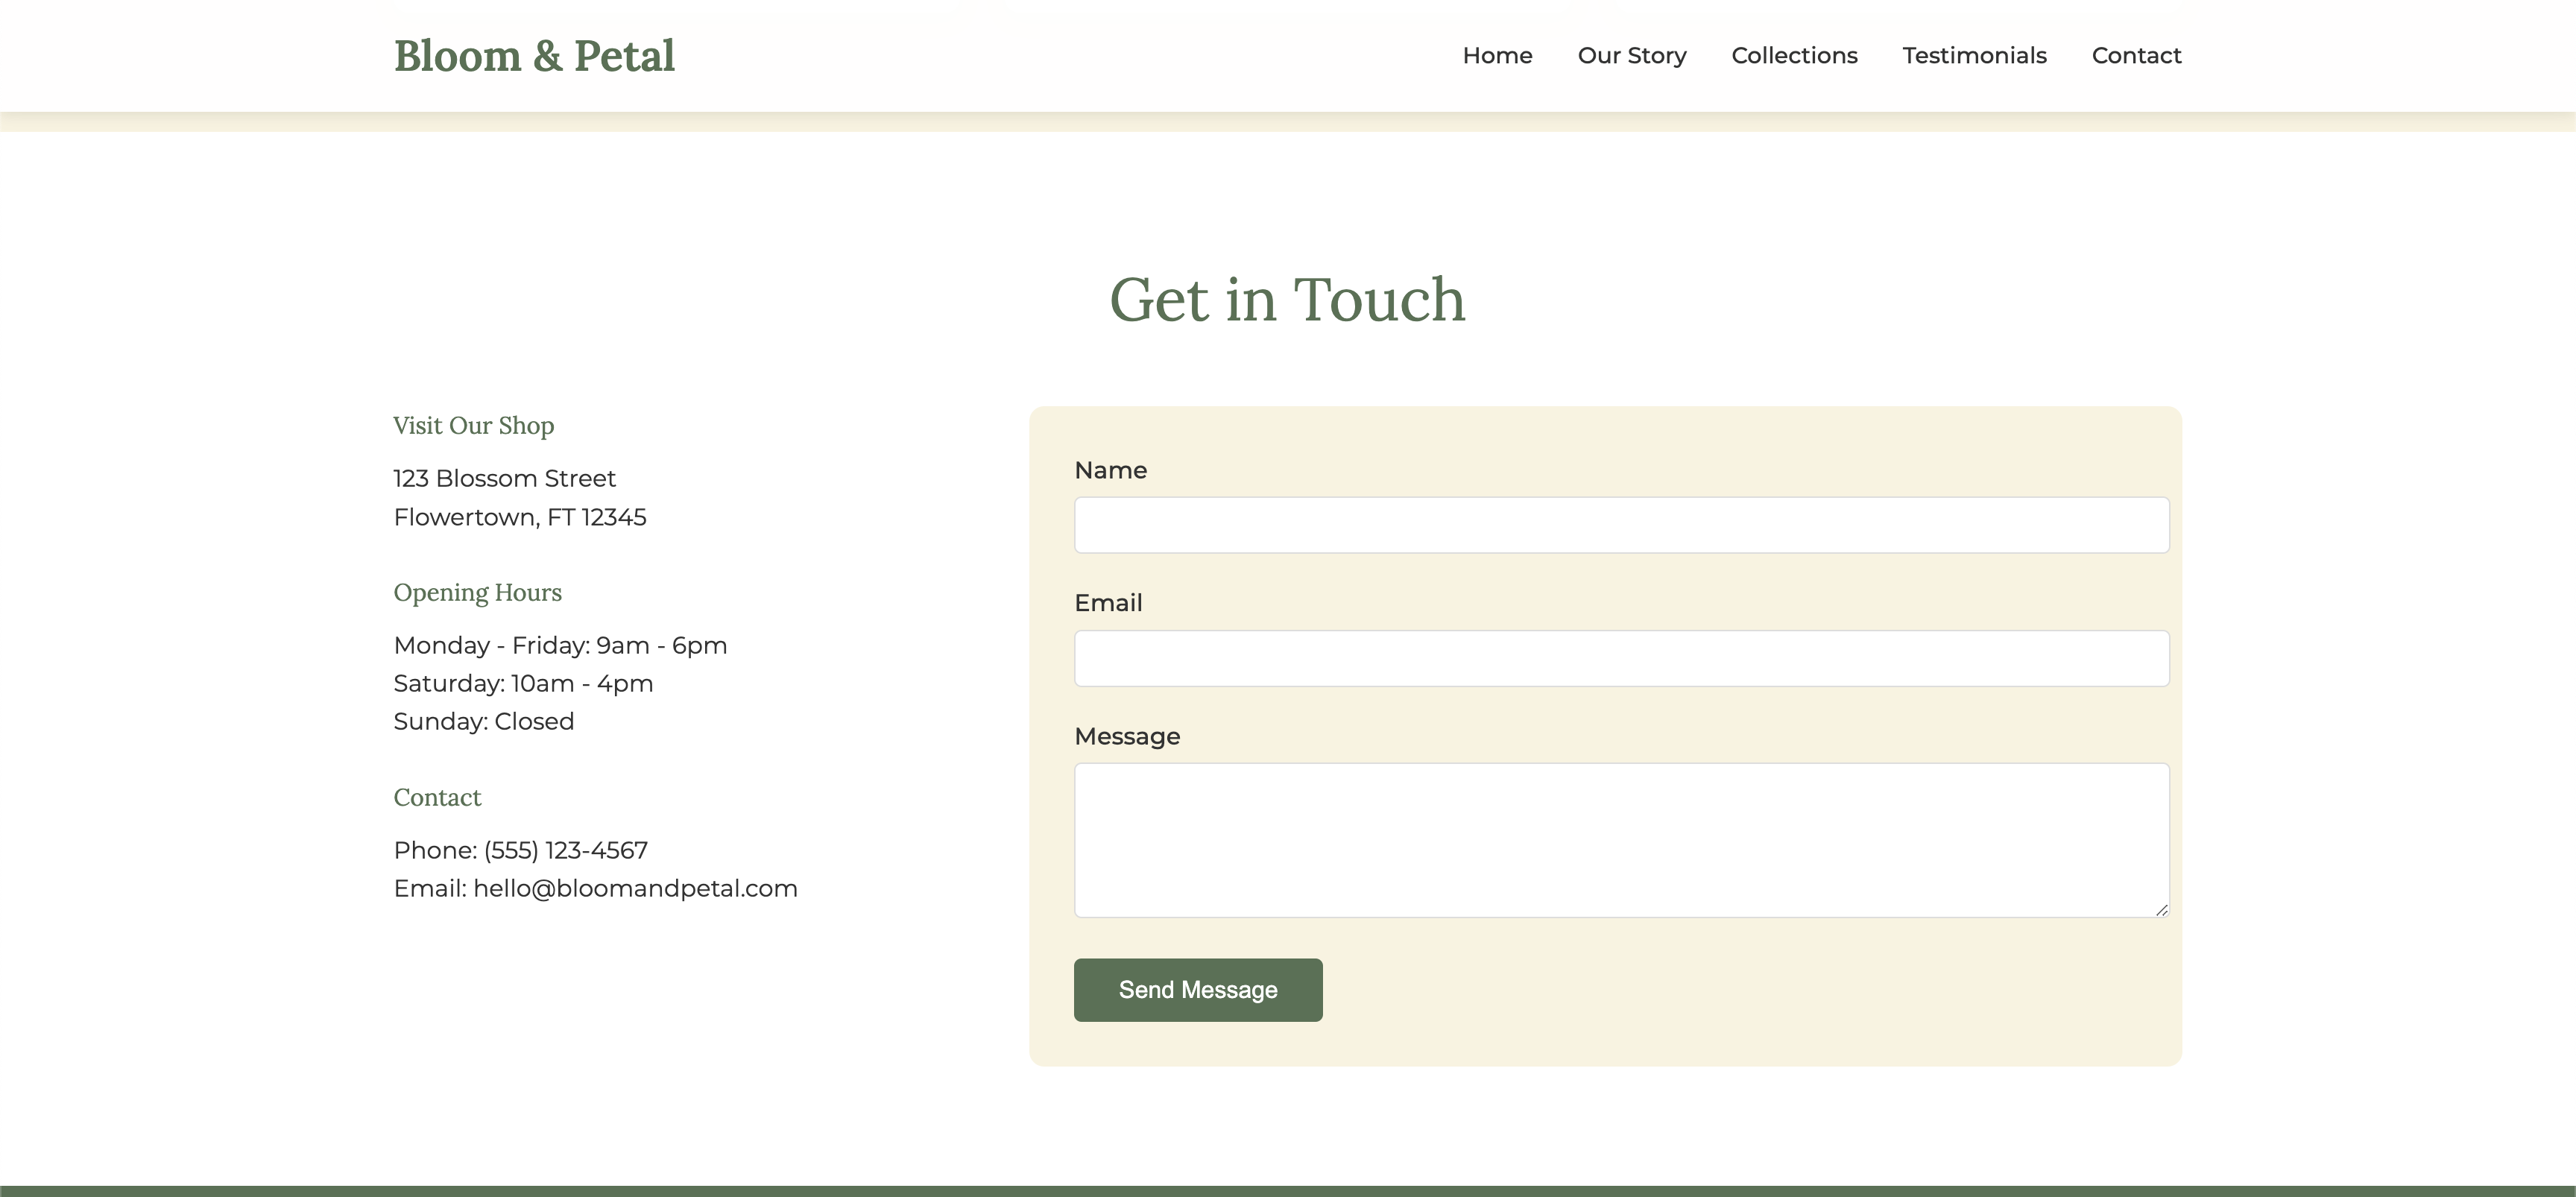 Bloom & Petal
Home
Our Story
Collections
Testimonials
Contact
Get in Touch
Visit Our Shop
123 Blossom Street
Flowertown, FT 12345
Opening Hours
Monday - Friday: 9am - 6pm
Saturday: 10am - 4pm
Sunday: Closed
Contact
Phone: (555) 123-4567
Email: hello@bloomandpetal.com
Name
Email
Message
Send Message